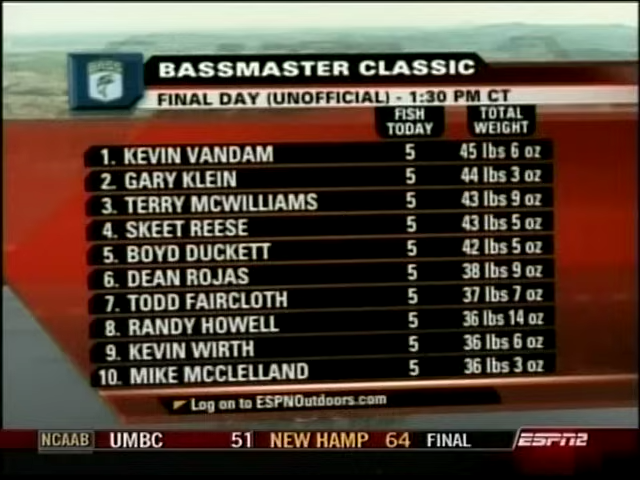 BASS
BASSMASTER CLASSIC
FINAL DAY (UNOFFICIAL) - 1:30 PM CT
FISH TODAY TOTAL WEIGHT
1. KEVIN VANDAM 5 45 lbs 6 oz
2. GARY KLEIN 5 44 lbs 3 oz
3. TERRY MCWILLIAMS 5 43 lbs 9 oz
4. SKEET REESE 5 43 lbs 5 oz
5. BOYD DUCKETT 5 42 lbs 5 oz
6. DEAN ROJAS 5 38 lbs 9 oz
7. TODD FAIRCLOTH 5 37 lbs 7 oz
8. RANDY HOWELL 5 36 lbs 14 oz
9. KEVIN WIRTH 5 36 lbs 6 oz
10. MIKE MCCLELLAND 5 36 lbs 3 oz
Log on to ESPNOutdoors.com
NCAAB UMBC 51 NEW HAMP 64 FINAL ESPN2